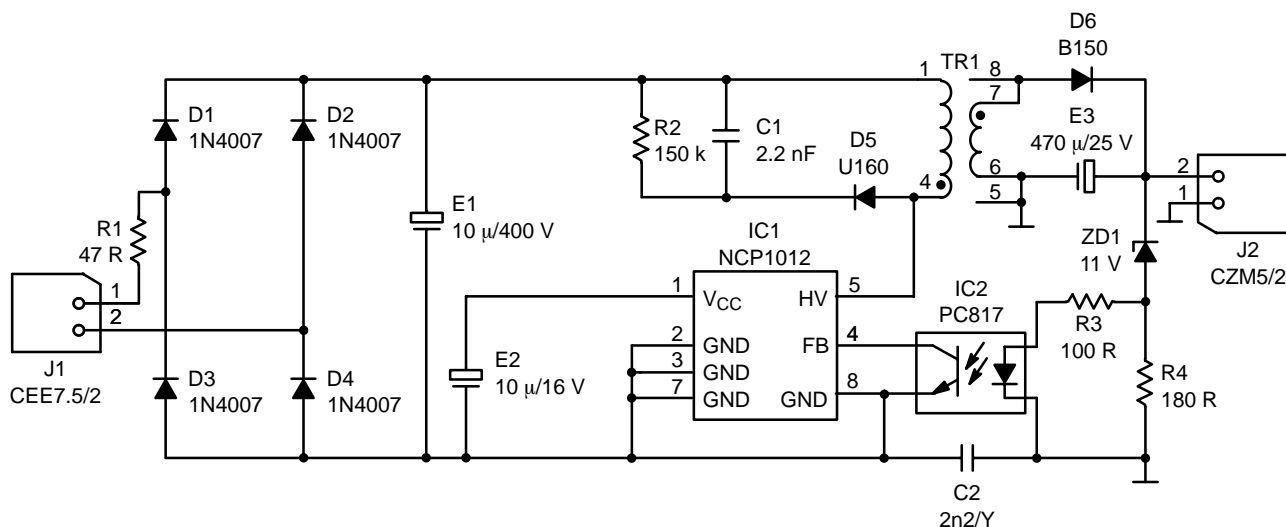 D6
B150
TR1
1
8
7
D1
1N4007
D2
1N4007
R2
150 k
C1
2.2 nF
D5
U160
E3
470 μ/25 V
4
6
5
2
1
R1
47 R
E1
10 μ/400 V
IC1
NCP1012
ZD1
11 V
J2
CZM5/2
1
2
J1
CEE7.5/2
1
VCC
HV
5
IC2
PC817
R3
100 R
2
GND
FB
4
3
GND
7
GND
GND
8
E2
10 μ/16 V
D3
1N4007
D4
1N4007
R4
180 R
C2
2n2/Y